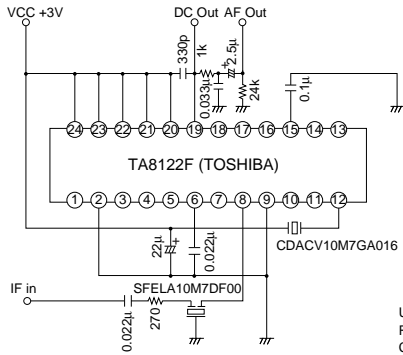 VCC +3V
DC Out
AF Out
330p
1k
0.033μ
2.5μ
+
24k
0.1μ
24 23 22 21 20 19 18 17 16 15 14 13
TA8122F (TOSHIBA)
1 2 3 4 5 6 7 8 9 10 11 12
22μ
+
0.022μ
CDACV10M7GA016
IF in
SFELA10M7DF00
0.022μ
270